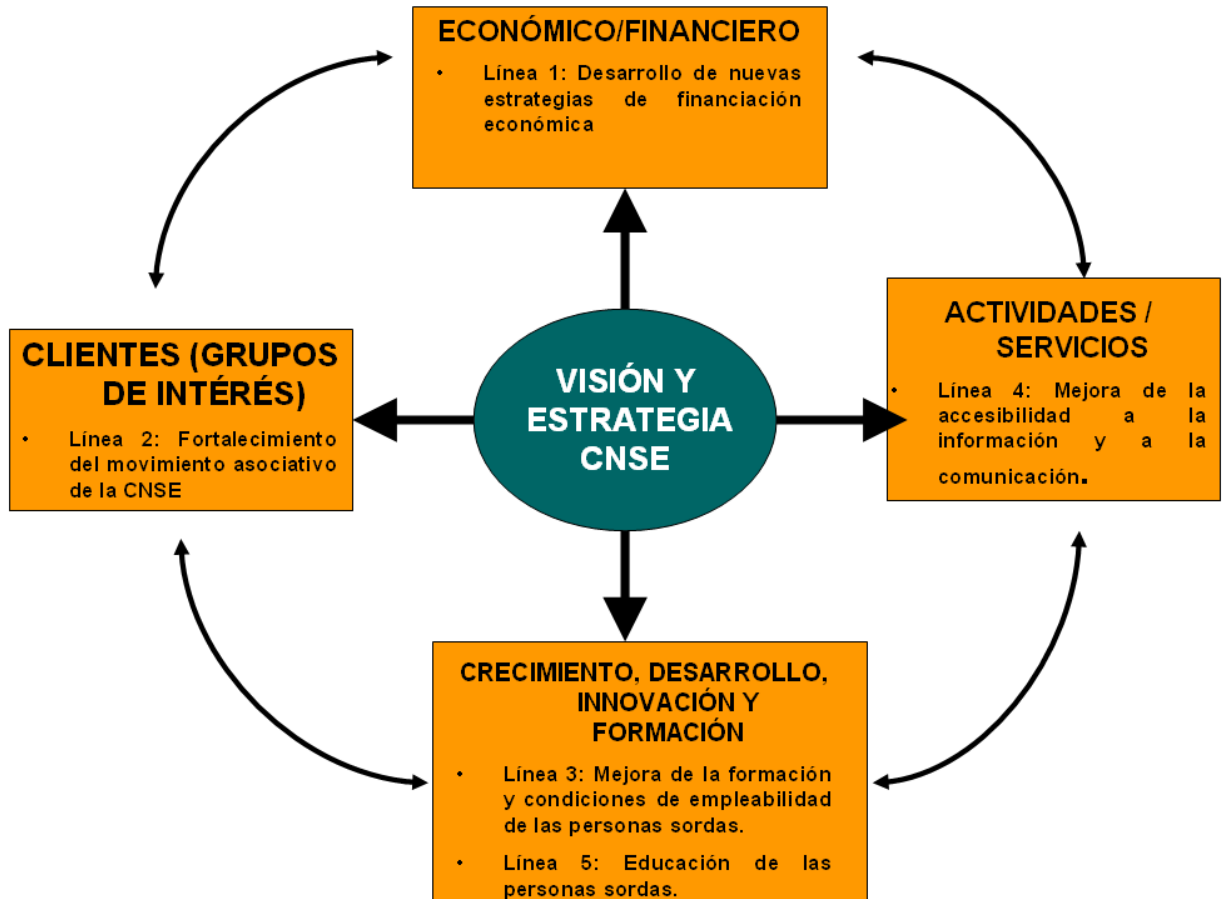 ECONÓMICO/FINANCIERO
• Línea 1: Desarrollo de nuevas
estrategias de financiación
económica
CLIENTES (GRUPOS
DE INTÉRÉS)
• Línea 2: Fortalecimiento
del movimiento asociativo
de la CNSE
VISIÓN Y
ESTRATEGIA
CNSE
ACTIVIDADES /
SERVICIOS
• Línea 4: Mejora de la
accesibilidad a la
información y a la
comunicación.
CRECIMIENTO, DESARROLLO,
INNOVACIÓN Y
FORMACIÓN
• Línea 3: Mejora de la formación
y condiciones de empleabilidad
de las personas sordas.
• Línea 5: Educación de las
personas sordas.